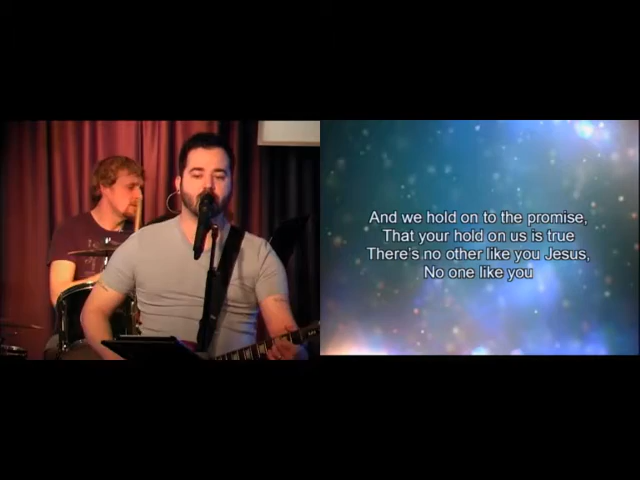 And we hold on to the promise,
That your hold on us is true
There's no other like you Jesus,
No one like you